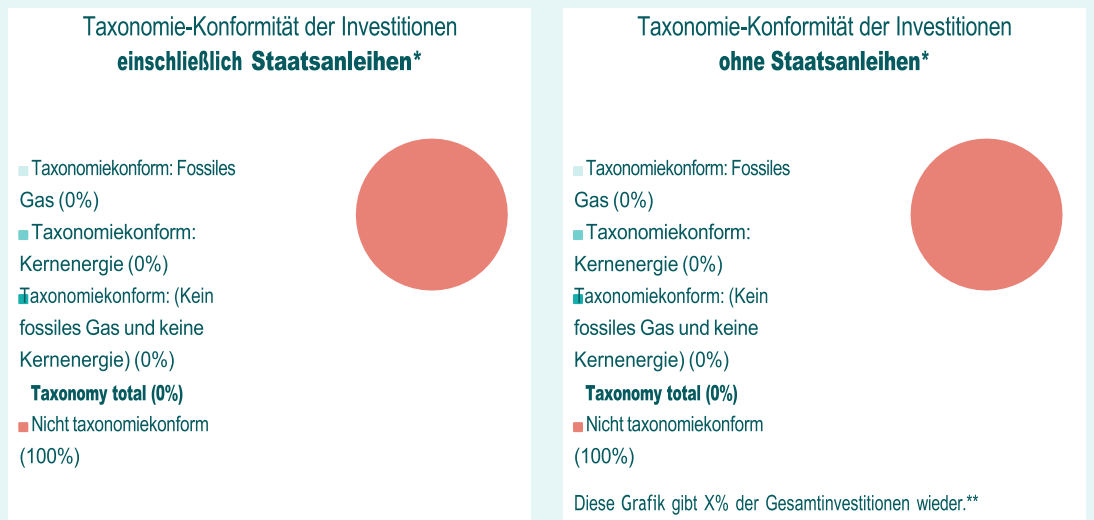 Taxonomie-Konformität der Investitionen
einschließlich Staatsanleihen*
Taxonomiekonform: Fossiles
Gas (0%)
Taxonomiekonform:
Kernenergie (0%)
Taxonomiekonform: (Kein
fossiles Gas und keine
Kernenergie) (0%)
Taxonomy total (0%)
Nicht taxonomiekonform
(100%)
Taxonomie-Konformität der Investitionen
ohne Staatsanleihen*
Taxonomiekonform: Fossiles
Gas (0%)
Taxonomiekonform:
Kernenergie (0%)
Taxonomiekonform: (Kein
fossiles Gas und keine
Kernenergie) (0%)
Taxonomy total (0%)
Nicht taxonomiekonform
(100%)
Diese Grafik gibt X% der Gesamtinvestitionen wieder.**